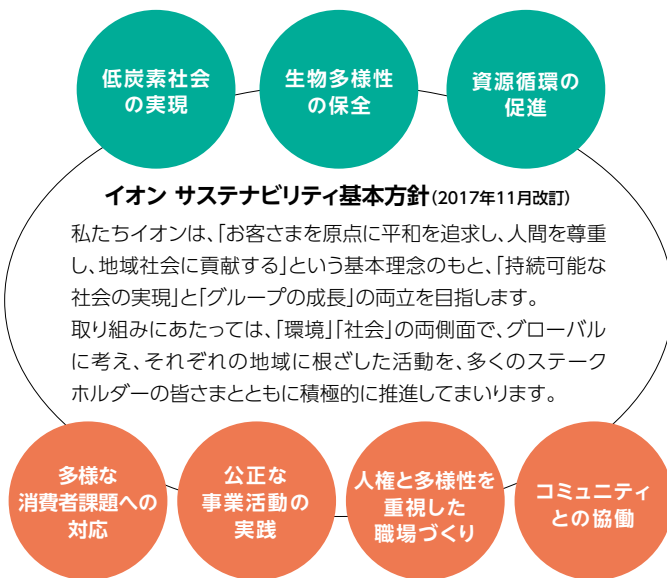 低炭素社会
の実現
生物多様性
の保全
資源循環の
促進
イオン サステナビリティ基本方針(2017年11月改訂)
私たちイオンは、「お客さまを原点に平和を追求し、人間を尊重
し、地域社会に貢献する」という基本理念のもと、「持続可能な
社会の実現」と「グループの成長」の両立を目指します。
取り組みにあたっては、「環境」「社会」の両側面で、グローバル
に考え、それぞれの地域に根ざした活動を、多くのステーク
ホルダーの皆さまとともに積極的に推進してまいります。
多様な
消費者課題への
対応
公正な
事業活動の
実践
人権と多様性を
重視した
職場づくり
コミュニティ
との協働